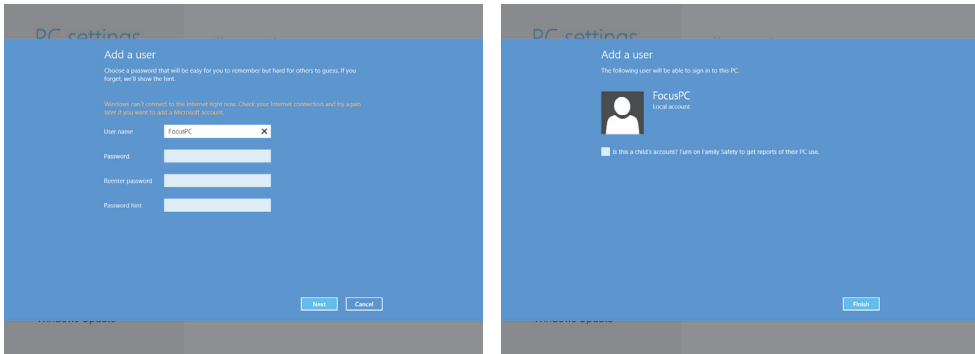 PC settings
Add a user
Choose a password that will be easy for you to remember but hard for others to guess. If you
forget, we'll show the hint.
Windows can't connect to the Internet right now. Check your Internet connection and try again
later if you want to add a Microsoft account.
User name
FocusPC
Password
Reenter password
Password hint
Next
Cancel
Windows Update
PC settings
Add a user
The following user will be able to sign in to this PC.
FocusPC
Local account
Is this a child's account? Turn on Family Safety to get reports of their PC use.
Finish
Windows Update